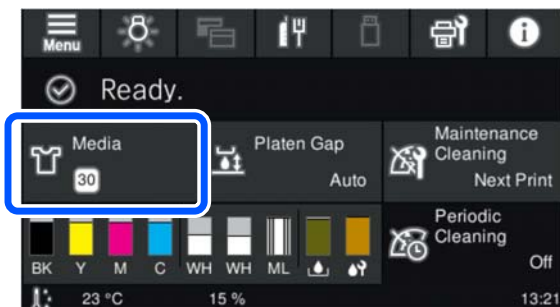 Menu
Ready.
Media
30
Platen Gap
Auto
Maintenance
Cleaning
Next Print
BK Y M C WH WH ML
Periodic
Cleaning
Off
23 °C 15 % 13:21